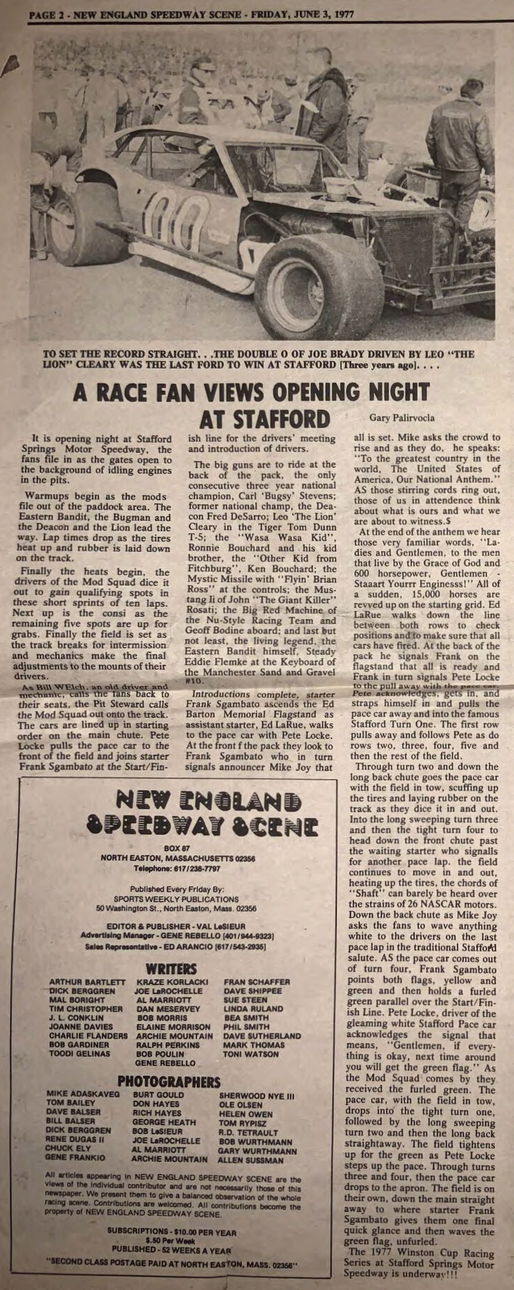 PAGE 2 - NEW ENGLAND SPEEDWAY SCENE - FRIDAY, JUNE 3, 1977
00
TO SET THE RECORD STRAIGHT. . .THE DOUBLE O OF JOE BRADY DRIVEN BY LEO "THE
LION" CLEARY WAS THE LAST FORD TO WIN AT STAFFORD [Three years ago]. . . .
A RACE FAN VIEWS OPENING NIGHT
AT STAFFORD
Gary Palirvocla
It is opening night at Stafford
Springs Motor Speedway, the
fans file in as the gates open to
the background of idling engines
in the pits.
Warmups begin as the mods
file out of the paddock area. The
Eastern Bandit, the Bugman and
the Deacon and the Lion lead the
way. Lap times drop as the tires
heat up and rubber is laid down
on the track.
Finally the heats begin, the
drivers of the Mod Squad dice it
out to gain qualifying spots in
these short sprints of ten laps.
Next up is the consi as the
remaining five spots are up for
grabs. Finally the field is set as
the track breaks for intermission
and mechanics make the final
adjustments to the mounts of their
drivers.
As Bill WElch, an old driver and
mechanic, calls the fans back to
their seats, the Pit Steward calls
the Mod Squad out onto the track.
The cars are lined up in starting
order on the main chute. Pete
Locke pulls the pace car to the
front of the field and joins starter
Frank Sgambato at the Start/Fin-
ish line for the drivers' meeting
and introduction of drivers.
The big guns are to ride at the
back of the pack, the only
consecutive three year national
champion, Carl 'Bugsy' Stevens;
former national champ, the Dea-
con Fred DeSarro; Leo 'The Lion'
Cleary in the Tiger Tom Dunn
T-5; the "Wasa Wasa Kid",
Ronnie Bouchard and his kid
brother, the "Other Kid from
Fitchburg", Ken Bouchard; the
Mystic Missile with "Flyin' Brian
Ross" at the controls; the Mus-
tang Ii of John "The Giant Killer"
Rosati; the Big Red Machine of
the Nu-Style Racing Team and
Geoff Bodine aboard; and last but
not least, the living legend, the
Eastern Bandit himself, Steady
Eddie Flemke at the Keyboard of
the Manchester Sand and Gravel
#10.
Introductions complete, starter
Frank Sgambato ascends the Ed
Barton Memorial Flagstand as
assistant starter, Ed LaRue, walks
to the pace car with Pete Locke.
At the front f the pack they look to
Frank Sgambato who in turn
signals announcer Mike Joy that
all is set. Mike asks the crowd to
rise and as they do, he speaks:
"To the greatest country in the
world, The United States of
America, Our National Anthem."
AS those stirring cords ring out,
those of us in attendence think
about what is ours and what we
are about to witness.$
At the end of the anthem we hear
those very familiar words, "La-
dies and Gentlemen, to the men
that live by the Grace of God and
600 horsepower, Gentlemen -
Staaart Yourr Enginesss!" All of
a sudden, 15,000 horses are
revved up on the starting grid. Ed
LaRue walks down the line
between both rows to check
positions and to make sure that all
cars have fired. At the back of the
pack he signals Frank on the
flagstand that all is ready and
Frank in turn signals Pete Locke
to the pull away with the pace car.
Pete acknowledges, gets in, and
straps himself in and pulls the
pace car away and into the famous
Stafford Turn One. The first row
pulls away and follows Pete as do
rows two, three, four, five and
then the rest of the field.
Through turn two and down the
long back chute goes the pace car
with the field in tow, scuffing up
the tires and laying rubber on the
track as they dice it in and out.
Into the long sweeping turn three
and then the tight turn four to
head down the front chute past
the waiting starter who signalls
for another pace lap. the field
continues to move in and out,
heating up the tires, the chords of
"Shaft" can barely be heard over
the strains of 26 NASCAR motors.
Down the back chute as Mike Joy
asks the fans to wave anything
white to the drivers on the last
pace lap in the traditional Stafford
salute. AS the pace car comes out
of turn four, Frank Sgambato
points both flags, yellow and
green and then holds a furled
green parallel over the Start/Fin-
ish Line. Pete Locke, driver of the
gleaming white Stafford Pace car
acknowledges the signal that
means, "Gentlemen, if every-
thing is okay, next time around
you will get the green flag." As
the Mod Squad comes by they
received the furled green. The
pace car, with the field in tow,
drops into the tight turn one,
followed by the long sweeping
turn two and then the long back
straightaway. The field tightens
up for the green as Pete Locke
steps up the pace. Through turns
three and four, then the pace car
drops to the apron. The field is on
their own, down the main straight
away to where starter Frank
Sgambato gives them one final
quick glance and then waves the
green flag, unfurled.
The 1977 Winston Cup Racing
Series at Stafford Springs Motor
Speedway is underway!!!
NEW ENGLAND
SPEEDWAY SCENE
BOX 87
NORTH EASTON, MASSACHUSETTS 02356
Telephone: 617/238-7797
Published Every Friday By:
SPORTS WEEKLY PUBLICATIONS
50 Washington St., North Easton, Mass. 02356
EDITOR & PUBLISHER - VAL LeSIEUR
Advertising Manager - GENE REBELLO [401/944-9323]
Sales Representative - ED ARANCIO [617/543-2935]
WRITERS
ARTHUR BARTLETT
DICK BERGGREN
MAL BORIGHT
TIM CHRISTOPHER
J. L. CONKLIN
JOANNE DAVIES
CHARLIE FLANDERS
BOB GARDINER
TOODI GELINAS
KRAZE KORLACKI
JOE LaROCHELLE
AL MARRIOTT
DAN MESERVEY
BOB MORRIS
ELAINE MORRISON
ARCHIE MOUNTAIN
RALPH PERKINS
BOB POULIN
GENE REBELLO
FRAN SCHAFFER
DAVE SHIPPEE
SUE STEEN
LINDA RULAND
BEA SMITH
PHIL SMITH
DAVE SUTHERLAND
MARK THOMAS
TONI WATSON
PHOTOGRAPHERS
MIKE ADASKAVEG
TOM BAILEY
DAVE BALSER
BILL BALSER
DICK BERGGREN
RENE DUGAS II
CHUCK ELY
GENE FRANKIO
BURT GOULD
DON HAYES
RICH HAYES
GEORGE HEATH
BOB LeSIEUR
JOE LaROCHELLE
AL MARRIOTT
ARCHIE MOUNTAIN
SHERWOOD NYE III
OLE OLSEN
HELEN OWEN
TOM RYPISZ
R.D. TETRAULT
BOB WURTHMANN
GARY WURTHMANN
ALLEN SUSSMAN
All articles appearing in NEW ENGLAND SPEEDWAY SCENE are the
views of the individual contributor and are not necessarily those of this
newspaper. We present them to give a balanced observation of the whole
racing scene. Contributions are welcomed. All contributions become the
property of NEW ENGLAND SPEEDWAY SCENE.
SUBSCRIPTIONS - $10.00 PER YEAR
$.50 Per Week
PUBLISHED - 52 WEEKS A YEAR
"SECOND CLASS POSTAGE PAID AT NORTH EASTON, MASS. 02356"